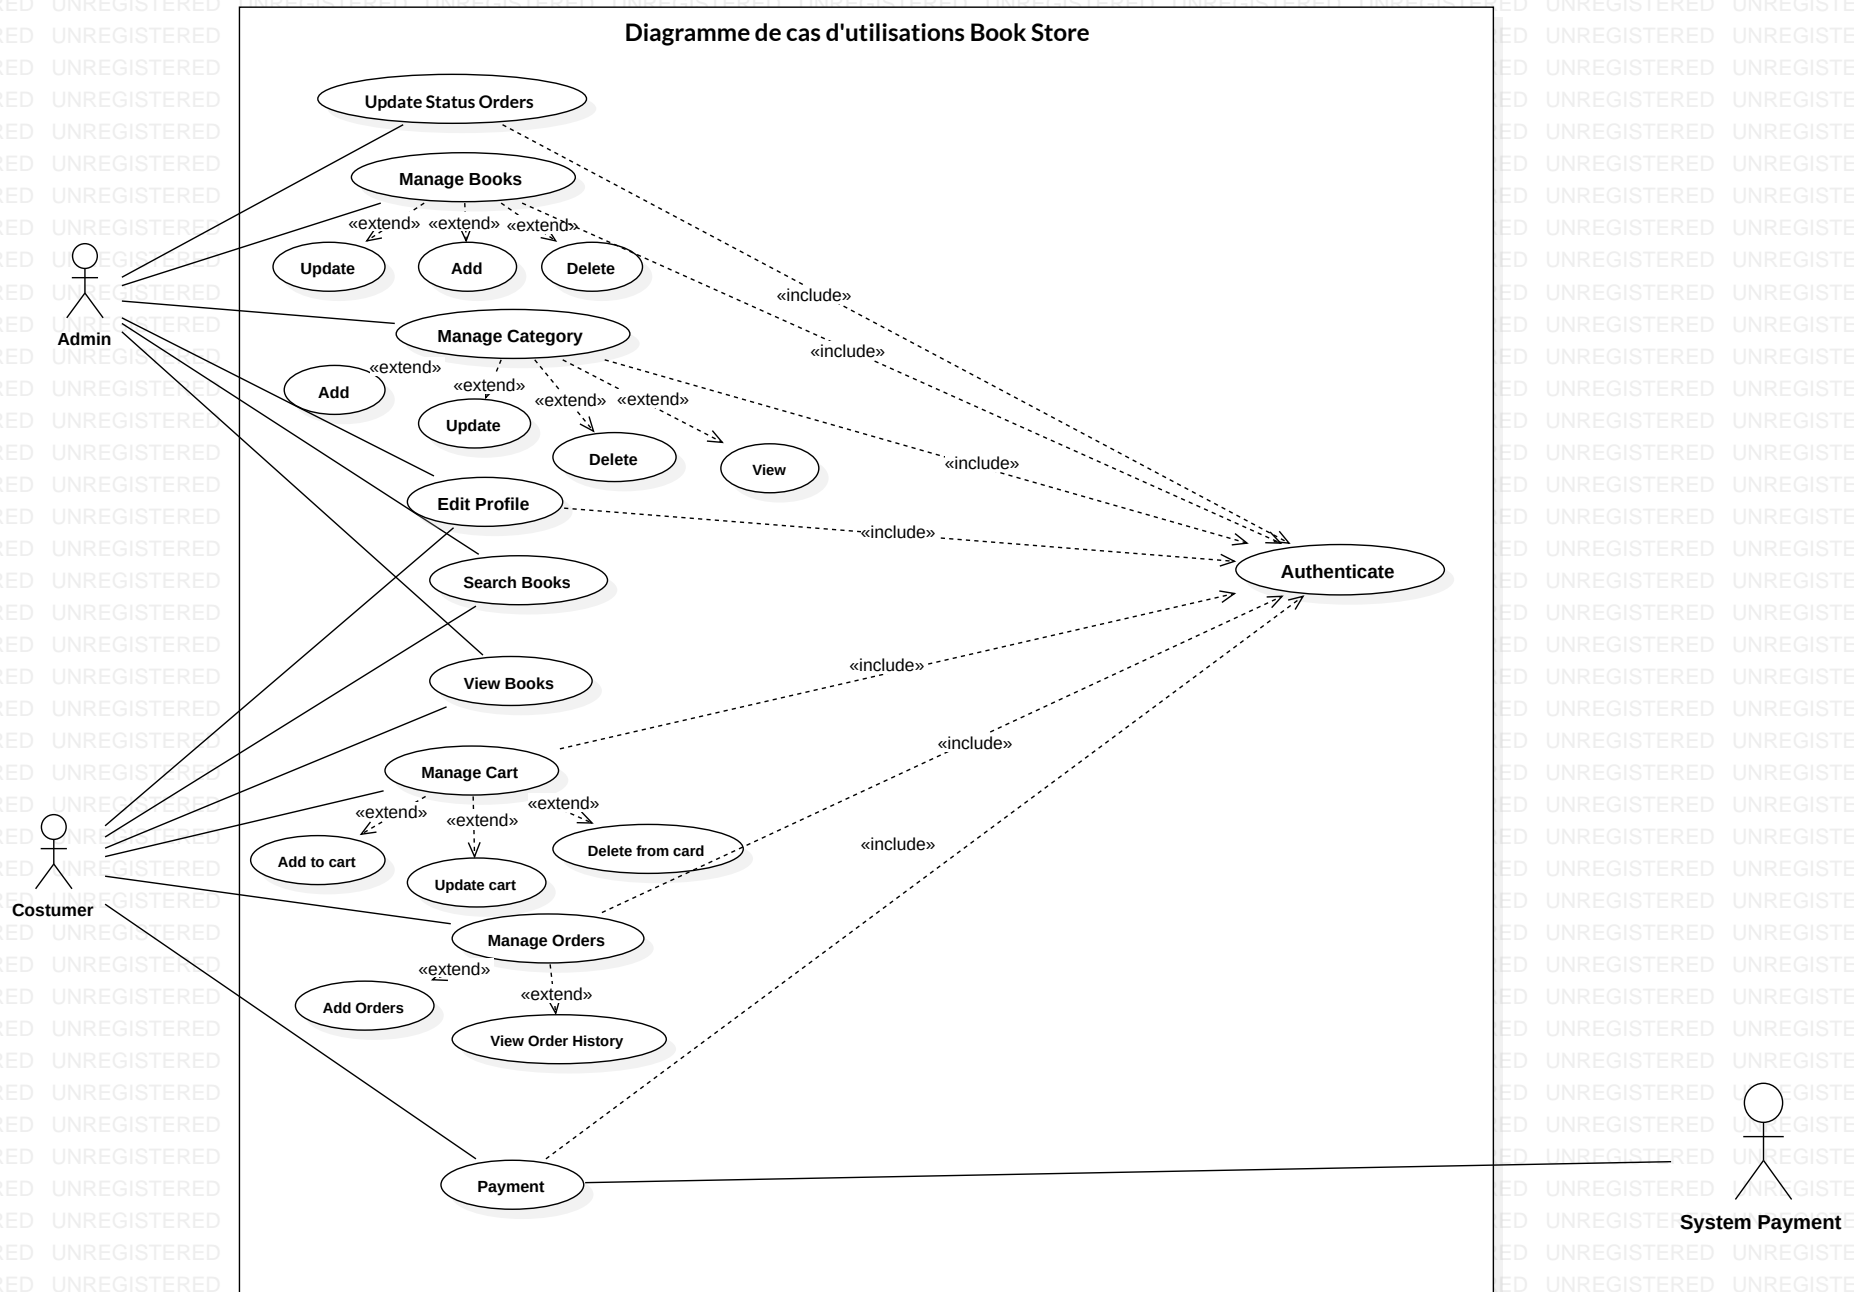 Diagramme de cas d'utilisations Book Store
Update Status Orders
Manage Books
«extend» «extend» «extend»
Update Add Delete
«include»
Admin
Manage Category
«include»
«extend»
Add
«extend»
«extend» «extend»
Update
Delete
View
«include»
Edit Profile
«include»
Authenticate
Search Books
«include»
View Books
«include»
Manage Cart
«extend»
«extend»
«extend»
«include»
Delete from card
Add to cart
Update cart
Costumer
Manage Orders
«extend»
«extend»
Add Orders
View Order History
Payment
System Payment
UNREGISTERED